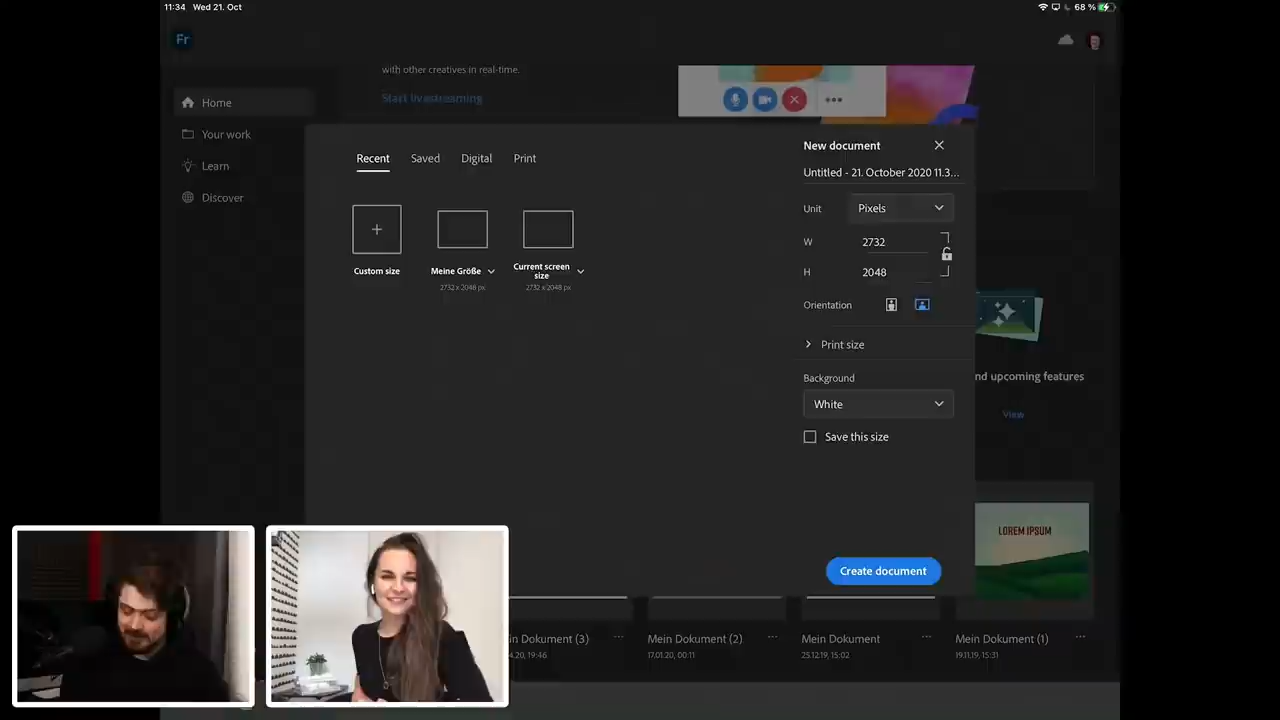 11:34 Wed 21. Oct
68 %
Fr
with other creatives in real-time.
Start livestreaming
Home
Your work
Learn
Discover
Recent Saved Digital Print
Custom size
Meine Größe
2732 x 2048 px
Current screen
size
2732 x 2048 px
New document
Untitled - 21. October 2020 11.3...
Unit Pixels
W 2732
H 2048
Orientation
Print size
Background
White
Save this size
Create document
nd upcoming features
View
LOREM IPSUM
in Dokument (3)
.20, 19:46
Mein Dokument (2)
17.01.20, 00:11
Mein Dokument
25.12.19, 15:02
Mein Dokument (1)
19.11.19, 15:31